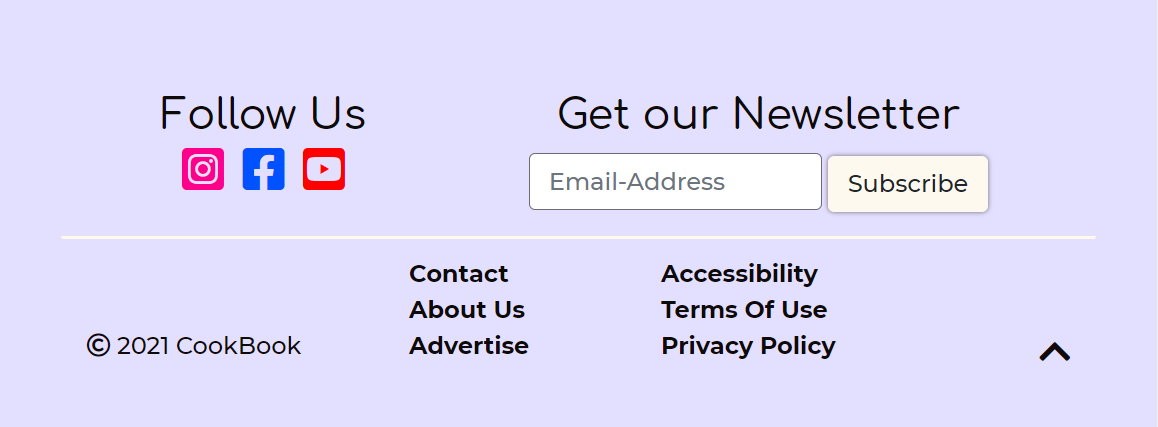 Follow Us
Get our Newsletter
Email-Address
Subscribe
Contact
About Us
Advertise
Accessibility
Terms Of Use
Privacy Policy
© 2021 CookBook